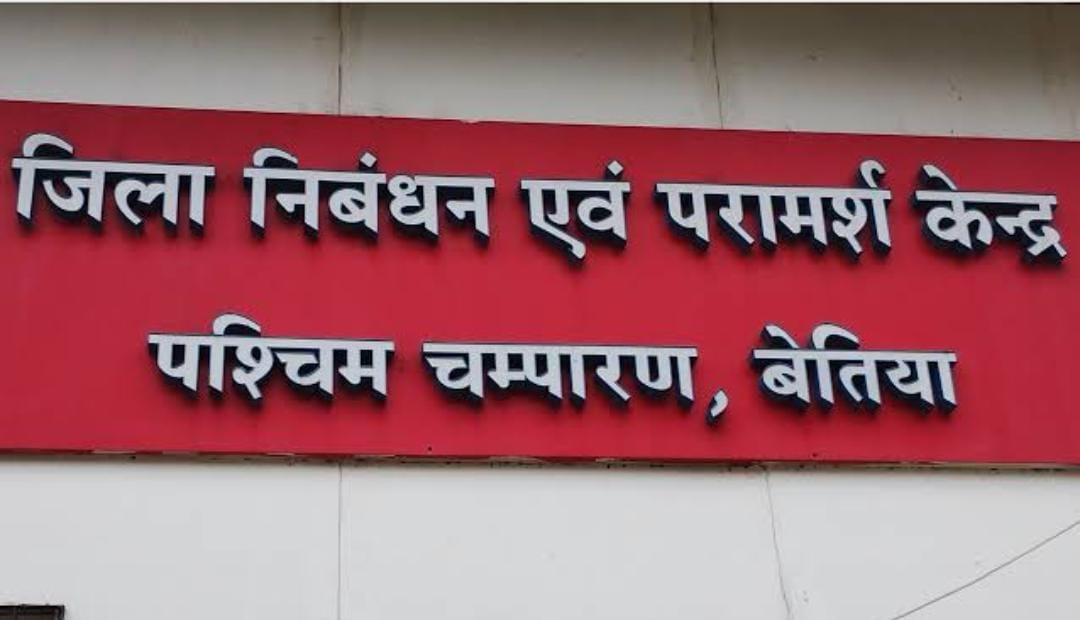 जिला निबंधन एवं परामर्श केन्द्र
पश्चिम चम्पारण, बेतिया